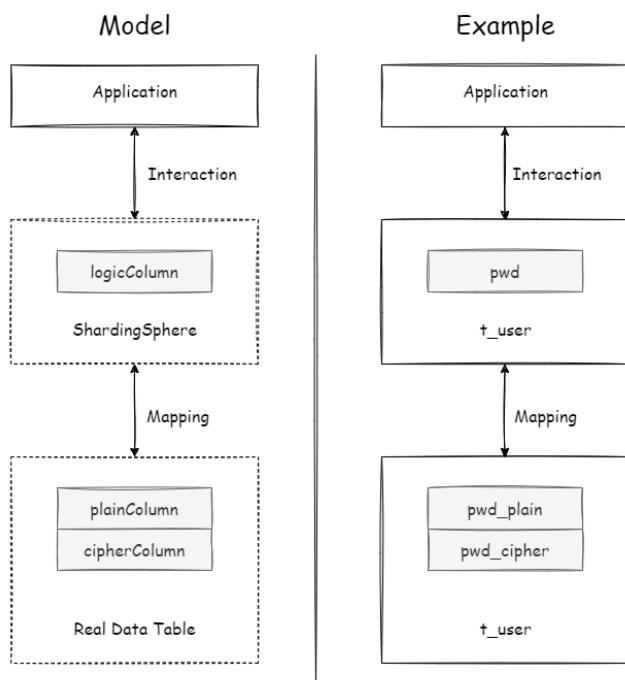 Model
Application
Interaction
logicColumn
ShardingSphere
Mapping
plainColumn
cipherColumn
Real Data Table
Example
Application
Interaction
pwd
t_user
Mapping
pwd_plain
pwd_cipher
t_user